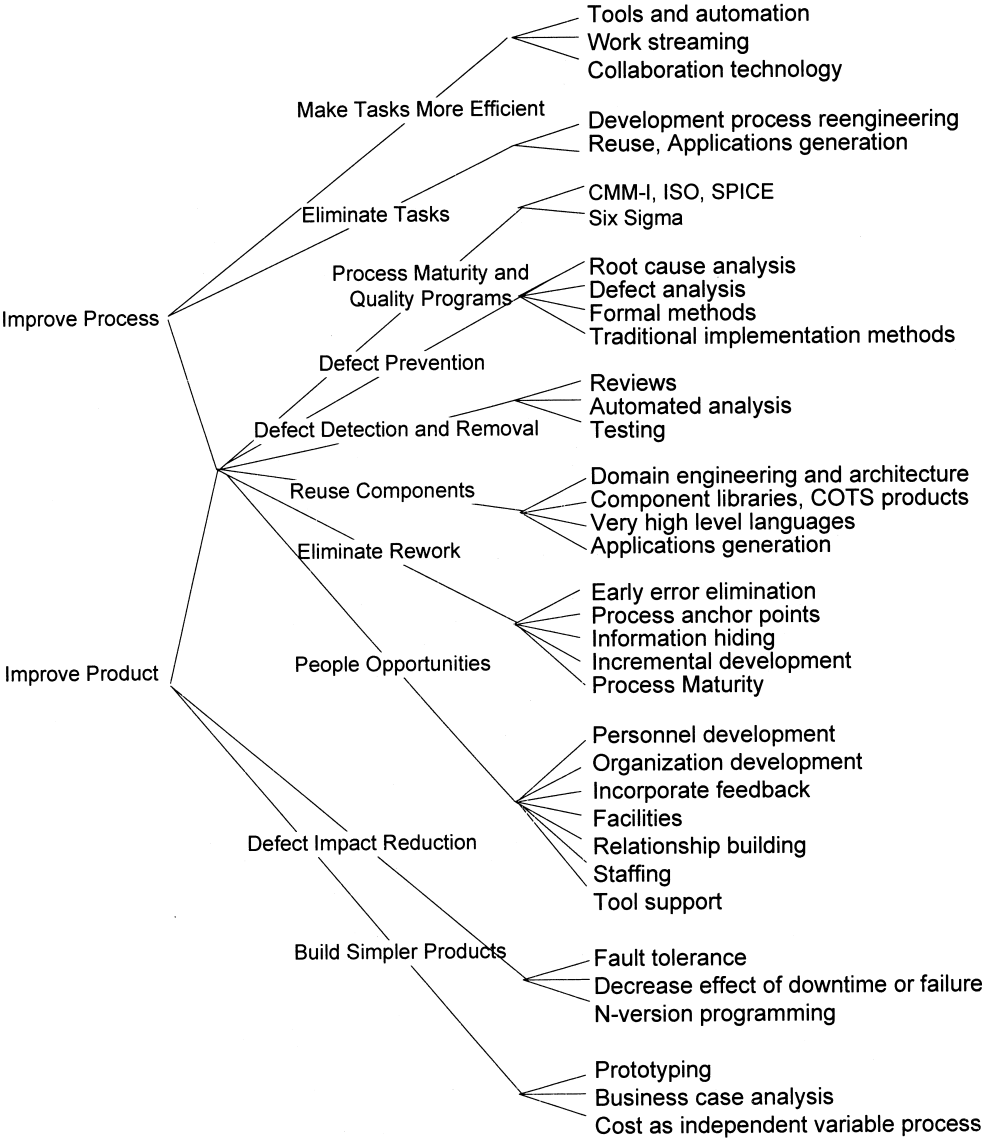 Tools and automation
Work streaming
Collaboration technology
Make Tasks More Efficient
Development process reengineering
Reuse, Applications generation
Eliminate Tasks
CMM-I, ISO, SPICE
Six Sigma
Process Maturity and
Quality Programs
Root cause analysis
Defect analysis
Formal methods
Traditional implementation methods
Improve Process
Defect Prevention
Reviews
Automated analysis
Testing
Defect Detection and Removal
Reuse Components
Domain engineering and architecture
Component libraries, COTS products
Very high level languages
Applications generation
Eliminate Rework
Early error elimination
Process anchor points
Information hiding
Incremental development
Process Maturity
People Opportunities
Improve Product
Personnel development
Organization development
Incorporate feedback
Facilities
Relationship building
Staffing
Tool support
Defect Impact Reduction
Build Simpler Products
Fault tolerance
Decrease effect of downtime or failure
N-version programming
Prototyping
Business case analysis
Cost as independent variable process